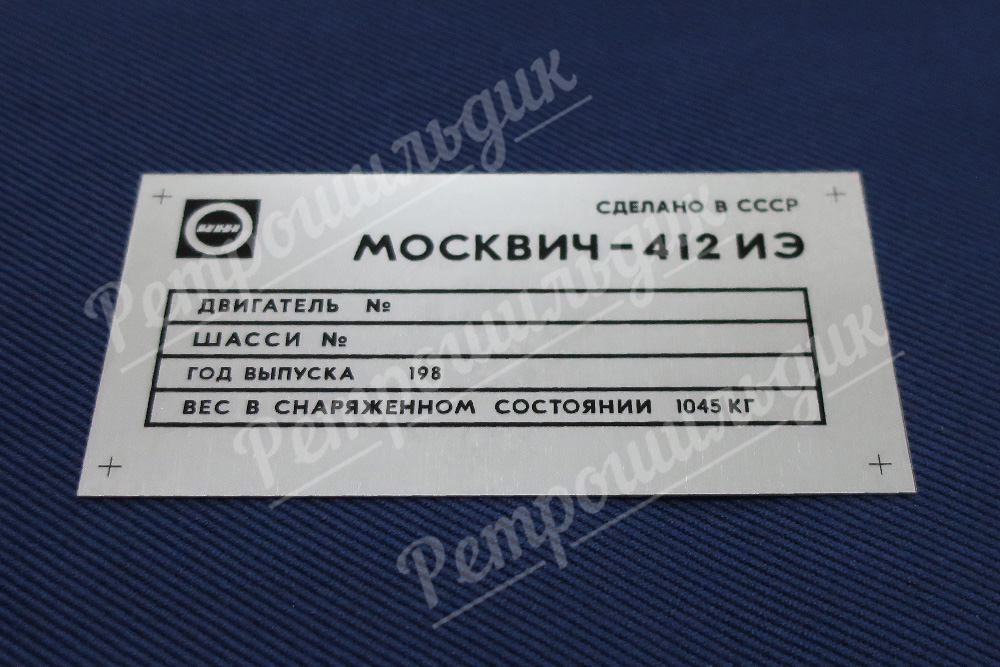 СДЕЛАНО В СССР
МОСКВИЧ-412 ИЭ
ДВИГАТЕЛЬ №
ШАССИ №
ГОД ВЫПУСКА 198
ВЕС В СНАРЯЖЕННОМ СОСТОЯНИИ 1045 КГ
Ретрошильдик
Ретрошильдик
Ретрошильдик
Ретрошильдик